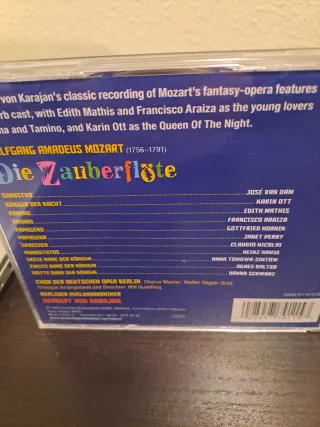 von Karajan's classic recording of Mozart's fantasy-opera features
rb cast, with Edith Mathis and Francisco Araiza as the young lovers
na and Tamino, and Karin Ott as the Queen Of The Night.
LFGANG AMADEUS MOZART (1756–1791)
Die Zauberflöte
SARASTRO JOSÉ VAN DAM
KÖNIGIN DER NACHT KARIN OTT
PAMINA EDITH MATHIS
TAMINO FRANCISCO ARAIZA
PAPAGENO GOTTFRIED HORNIK
PAPAGENA JANET PERRY
SPRECHER CLAUDIO NICOLAI
MONOSTATOS HEINZ KRUSE
ERSTE DAME DER KÖNIGIN ANNA TOMOWA-SINTOW
ZWEITE DAME DER KÖNIGIN AGNES BALTSA
DRITTE DAME DER KÖNIGIN HANNA SCHWARZ
CHOR DER DEUTSCHEN OPER BERLIN Chorus Master: Walter Hagen-Groll
BERLINER PHILHARMONIKER
HERBERT VON KARAJAN